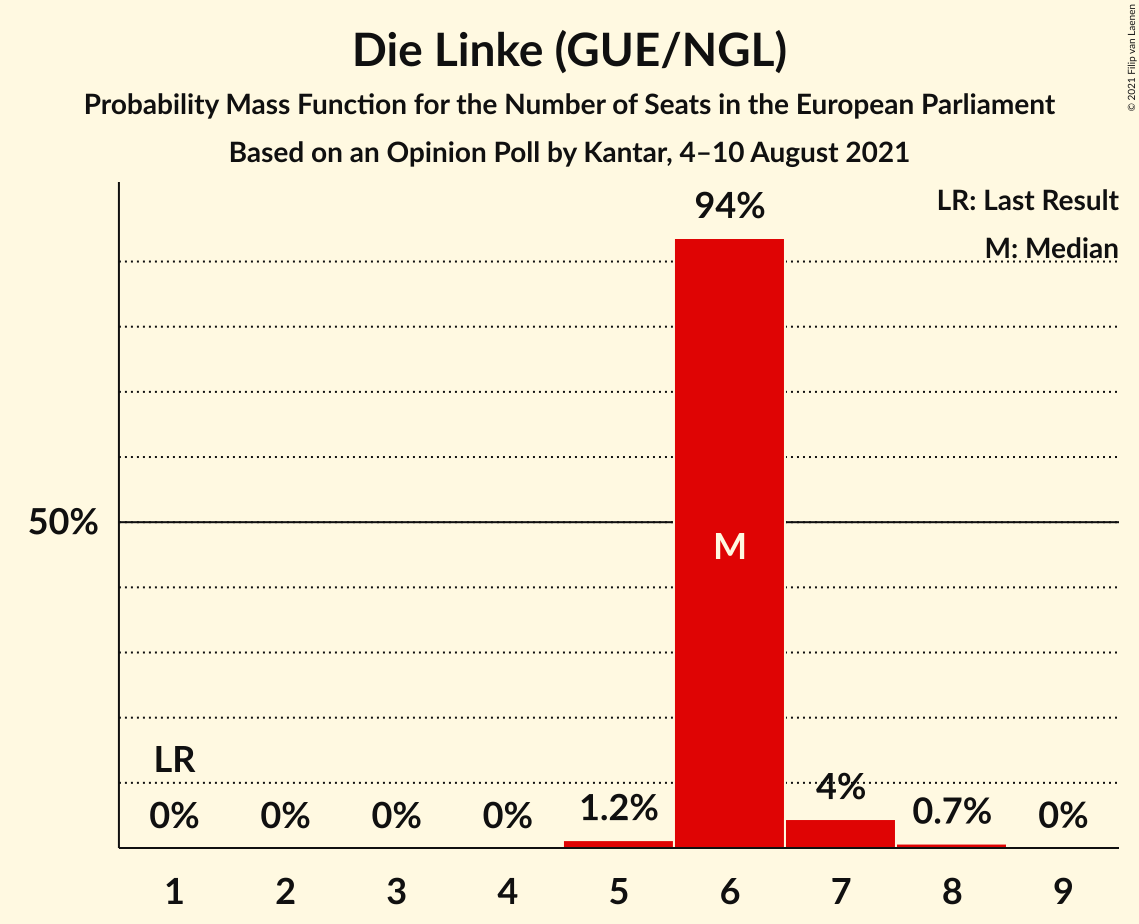 Die Linke (GUE/NGL)
Probability Mass Function for the Number of Seats in the European Parliament
Based on an Opinion Poll by Kantar, 4–10 August 2021
© 2021 Filip van Laenen
LR: Last Result
M: Median
94%
50%
M
LR
0%
0%
0%
0%
1.2%
4%
0.7%
0%
1
2
3
4
5
6
7
8
9